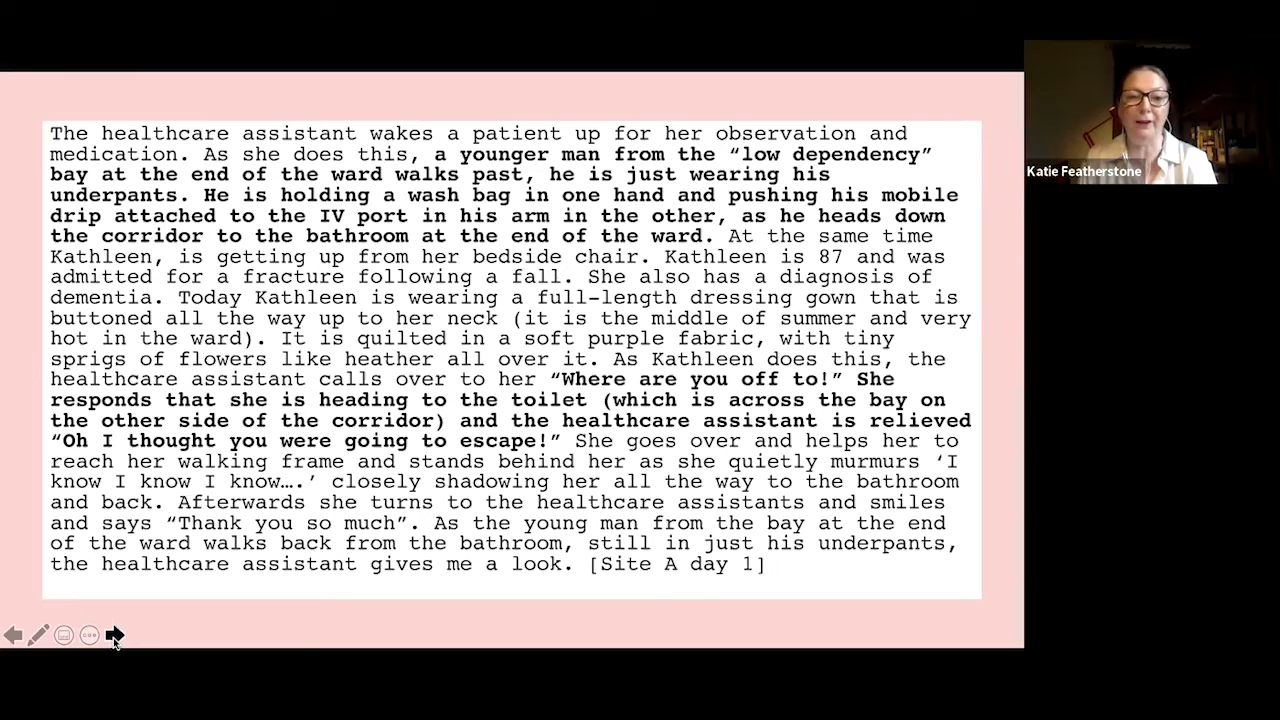 The healthcare assistant wakes a patient up for her observation and
medication. As she does this, a younger man from the “low dependency”
bay at the end of the ward walks past, he is just wearing his
underpants. He is holding a wash bag in one hand and pushing his mobile
drip attached to the IV port in his arm in the other, as he heads down
the corridor to the bathroom at the end of the ward. At the same time
Kathleen, is getting up from her bedside chair. Kathleen is 87 and was
admitted for a fracture following a fall. She also has a diagnosis of
dementia. Today Kathleen is wearing a full-length dressing gown that is
buttoned all the way up to her neck (it is the middle of summer and very
hot in the ward). It is quilted in a soft purple fabric, with tiny
sprigs of flowers like heather all over it. As Kathleen does this, the
healthcare assistant calls over to her “Where are you off to!” She
responds that she is heading to the toilet (which is across the bay on
the other side of the corridor) and the healthcare assistant is relieved
“Oh I thought you were going to escape!” She goes over and helps her to
reach her walking frame and stands behind her as she quietly murmurs ‘I
know I know I know….’ closely shadowing her all the way to the bathroom
and back. Afterwards she turns to the healthcare assistants and smiles
and says “Thank you so much”. As the young man from the bay at the end
of the ward walks back from the bathroom, still in just his underpants,
the healthcare assistant gives me a look. [Site A day 1]
Katie Featherstone